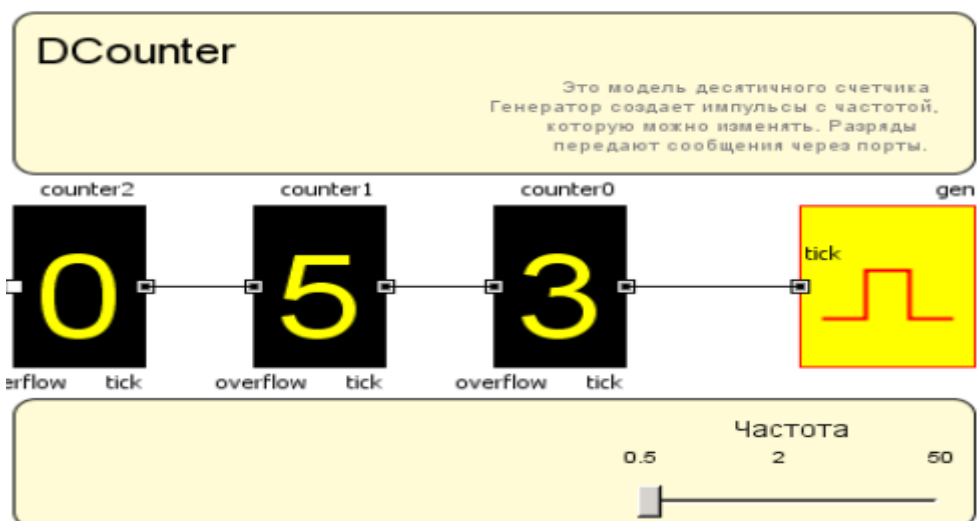 DCounter
Это модель десятичного счетчика
Генератор создает импульсы с частотой,
которую можно изменять. Разряды
передают сообщения через порты.
counter2 counter1 counter0 gen
0 5 3 tick
erflow tick overflow tick overflow tick
Частота
0.5 2 50